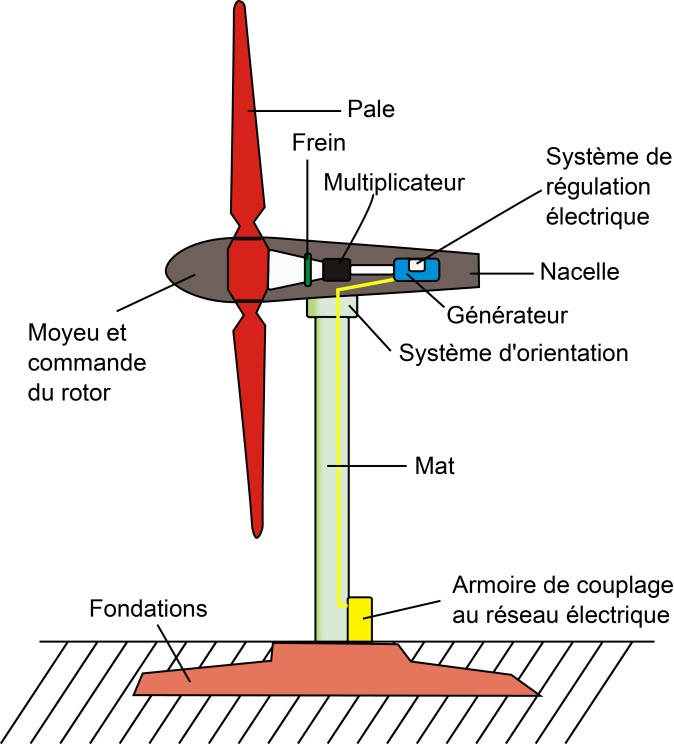 Pale
Frein
Multiplicateur
Système de
régulation
électrique
Nacelle
Générateur
Système d'orientation
Moyeu et
commande
du rotor
Mat
Armoire de couplage
au réseau électrique
Fondations